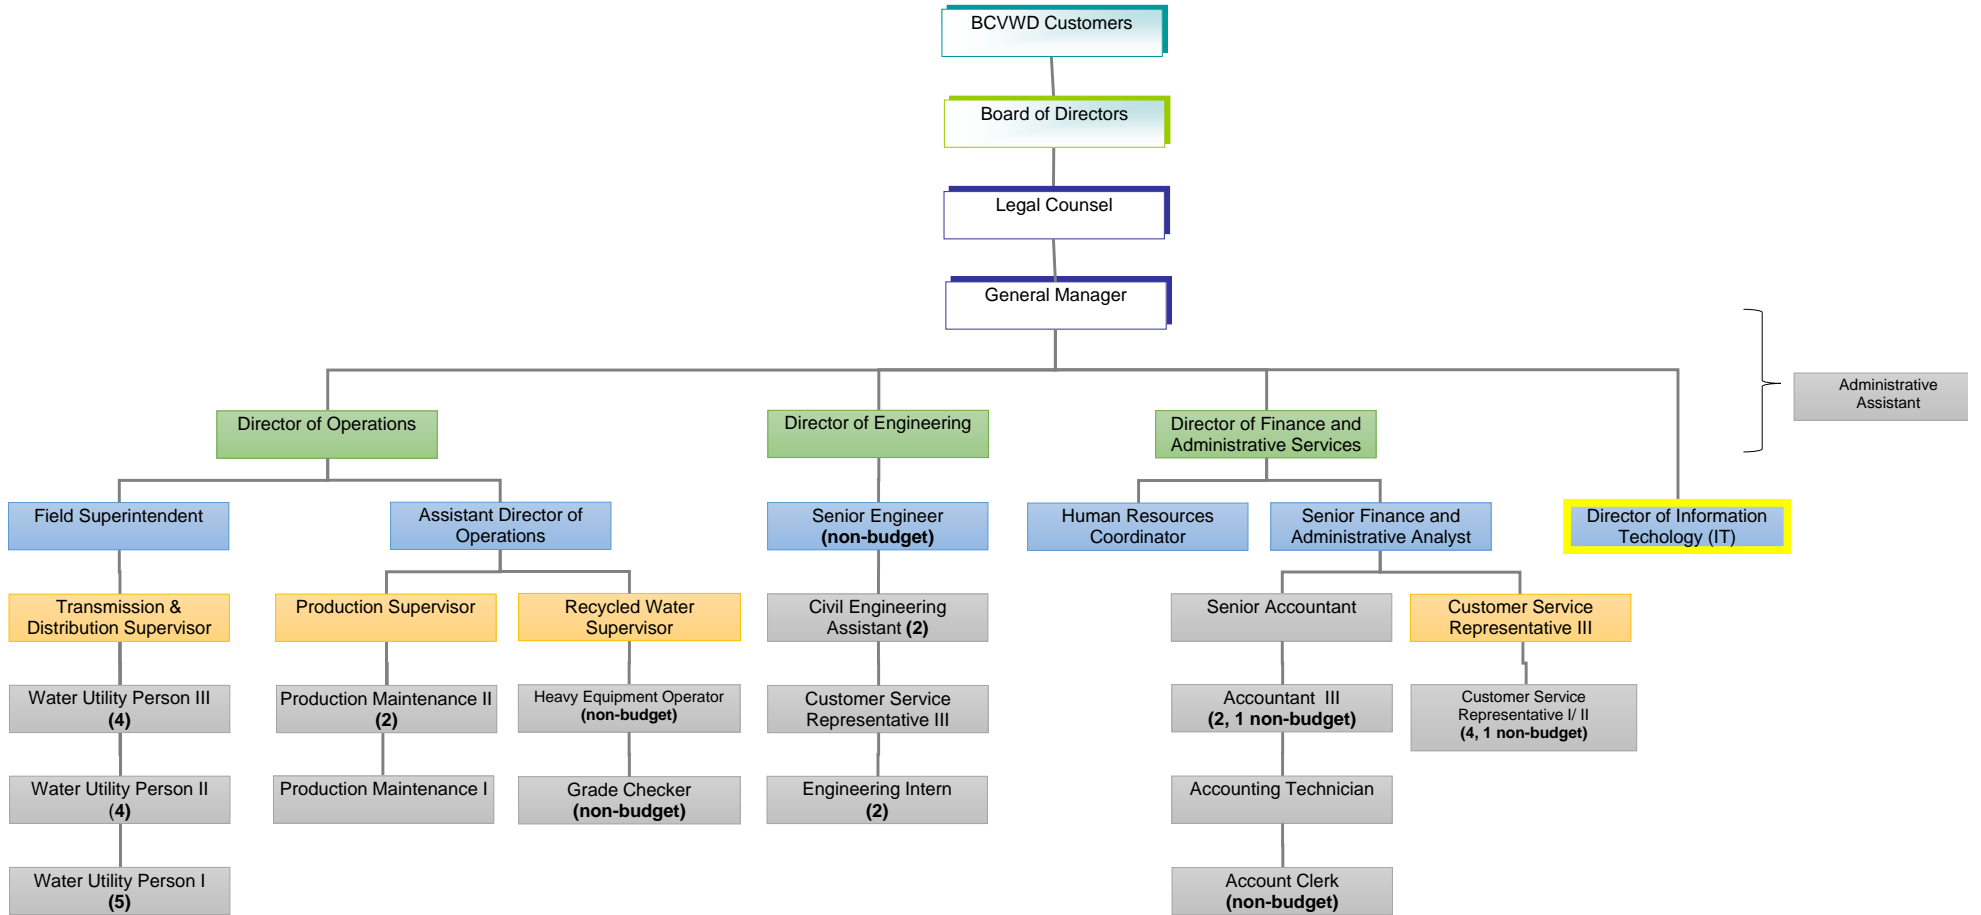 BCVWD Customers
Board of Directors
Legal Counsel
General Manager
Administrative
Assistant
Director of Operations
Director of Engineering
Director of Finance and
Administrative Services
Field Superintendent
Assistant Director of
Operations
Senior Engineer
(non-budget)
Human Resources
Coordinator
Senior Finance and
Administrative Analyst
Director of Information
Techology (IT)
Transmission &
Distribution Supervisor
Production Supervisor
Recycled Water
Supervisor
Civil Engineering
Assistant (2)
Senior Accountant
Customer Service
Representative III
Water Utility Person III
(4)
Production Maintenance II
(2)
Heavy Equipment Operator
(non-budget)
Customer Service
Representative III
Accountant III
(2, 1 non-budget)
Customer Service
Representative I/ II
(4, 1 non-budget)
Water Utility Person II
(4)
Production Maintenance I
Grade Checker
(non-budget)
Engineering Intern
(2)
Accounting Technician
Water Utility Person I
(5)
Account Clerk
(non-budget)